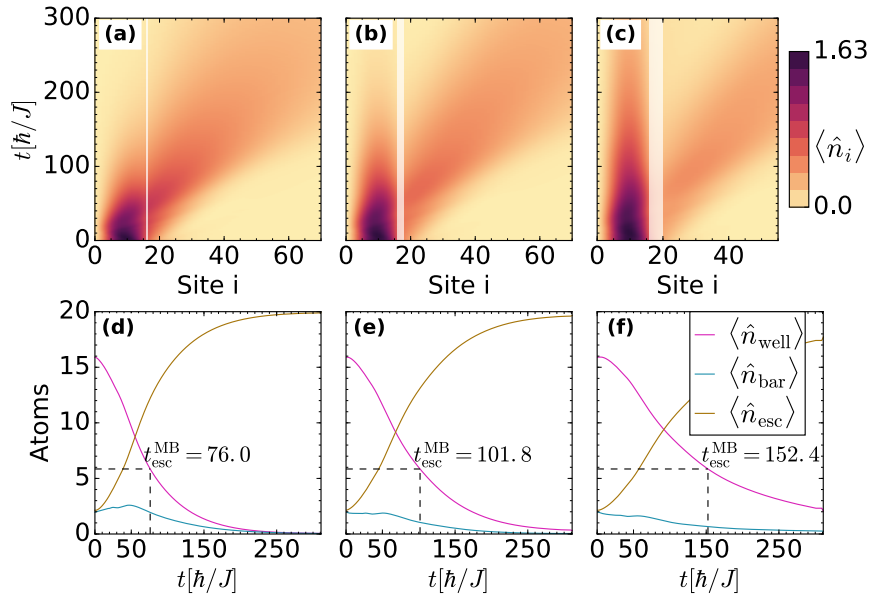 (a) (b) (c)
300
200
100
0
t[ħ/J]
0 20 40 60
0 20 40 60
0 20 40
Site i Site i Site i
1.63
⟨n̂ᵢ⟩
0.0
(d) (e) (f)
20
15
10
5
0
Atoms
⟨n̂_well⟩
⟨n̂_bar⟩
⟨n̂_esc⟩
t_esc^MB = 76.0
t_esc^MB = 101.8
t_esc^MB = 152.4
0 50 150 250
0 50 150 250
0 50 150 250
t[ħ/J] t[ħ/J] t[ħ/J]